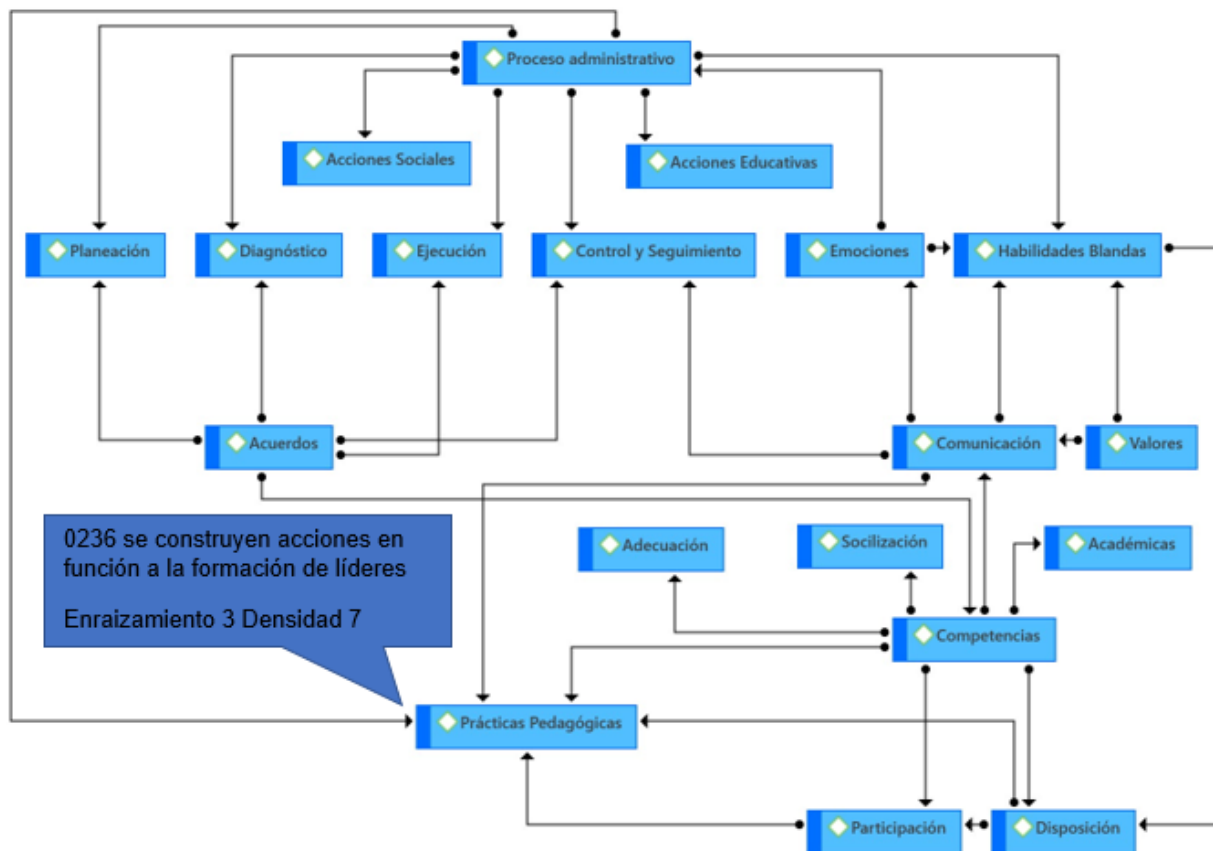 Proceso administrativo
Acciones Sociales
Acciones Educativas
Planeación
Diagnóstico
Ejecución
Control y Seguimiento
Emociones
Habilidades Blandas
Acuerdos
Comunicación
Valores
0236 se construyen acciones en
función a la formación de líderes
Enraizamiento 3 Densidad 7
Adecuación
Socilización
Académicas
Competencias
Prácticas Pedagógicas
Participación
Disposición